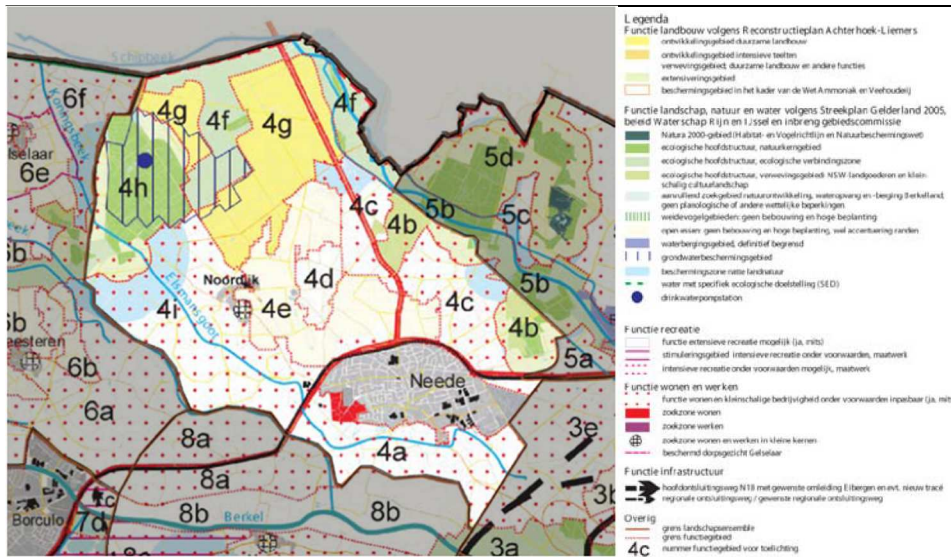 Schipbeek
6f
Koningsbeek
4g
4f
4g
4f
elselaar
6e
5d
4h
4c
5b
5c
4b
beek
6b
Noordijk
4d
5b
4i
Elsmansgoot
4e
4c
6b
4b
eesteren
6b
5a
Neede
6a
8a
3e
4a
8a
4c
7d
Borculo
8b
Berkel
8b
3b
8c
3a
Legenda
Functie landbouw volgens Reconstructieplan Achterhoek-Liemers
ontwikkelingsgebied duurzame landbouw
ontwikkelingsgebied intensieve teelten
verwevingsgebied; duurzame landbouw en andere functies
extensiveringsgebied
beschermingsgebied in het kader van de Wet Ammoniak en Veehouderij
Functie landschap, natuur en water volgens Streekplan Gelderland 2005,
beleid Waterschap Rijn en IJssel en inbreng gebiedscommissie
Natura 2000-gebied (Habitat- en Vogelrichtlijn en Natuurbeschermingswet)
ecologische hoofdstructuur, natuurkerngebied
ecologische hoofdstructuur, ecologische verbindingszone
ecologische hoofdstructuur, verwevingsgebied: NSW-landgoederen en klein-
schalig cultuurlandschap
aanvullend zoekgebied natuurontwikkeling, wateropvang en -berging Berkelland:
geen planologische of andere wettelijke beperkingen
weidevogelgebieden: geen bebouwing en hoge beplanting
open essen: geen bebouwing en hoge beplanting, wel accentuering randen
waterbergingsgebied, definitief begrensd
grondwaterbeschermingsgebied
beschermingszone natte landnatuur
water met specifiek ecologische doelstelling (SED)
drinkwaterpompstation
Functie recreatie
functie extensieve recreatie mogelijk (ja, mits)
stimuleringsgebied intensieve recreatie onder voorwaarden, maatwerk
intensieve recreatie onder voorwaarden mogelijk, maatwerk
Functie wonen en werken
functie wonen en kleinschalige bedrijvigheid onder voorwaarden inpasbaar (ja, mit
zoekzone wonen
zoekzone werken
zoekzone wonen en werken in kleine kernen
beschermd dorpsgezicht Gelselaar
Functie infrastructuur
hoofdontsluitingsweg N18 met gewenste omleiding Eibergen en evt. nieuw tracé
regionale ontsluitingsweg / gewenste regionale ontsluitingsweg
Overig
grens landschapsensemble
grens functiegebied
4c nummer functiegebied voor toelichting